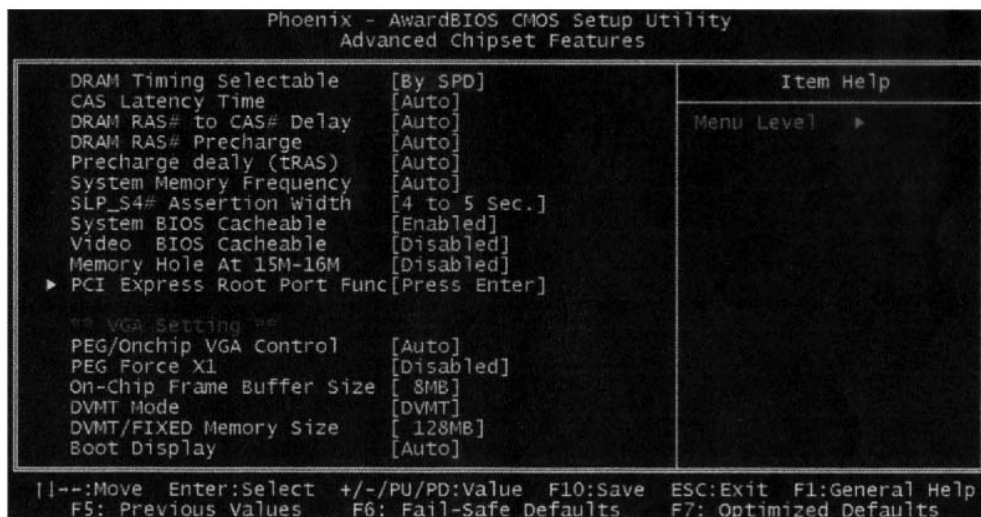 Phoenix - AwardBIOS CMOS Setup Utility
Advanced Chipset Features
DRAM Timing Selectable [By SPD]
CAS Latency Time [Auto]
DRAM RAS# to CAS# Delay [Auto]
DRAM RAS# Precharge [Auto]
Precharge dealy (tRAS) [Auto]
System Memory Frequency [Auto]
SLP_S4# Assertion Width [4 to 5 Sec.]
System BIOS Cacheable [Enabled]
Video BIOS Cacheable [Disabled]
Memory Hole At 15M-16M [Disabled]
▶ PCI Express Root Port Func[Press Enter]
** VGA Setting **
PEG/Onchip VGA Control [Auto]
PEG Force X1 [Disabled]
On-Chip Frame Buffer Size [ 8MB]
DVMT Mode [DVMT]
DVMT/FIXED Memory Size [ 128MB]
Boot Display [Auto]
Item Help
Menu Level ▶
||--:Move Enter:Select +/-/PU/PD:Value F10:Save ESC:Exit F1:General Help
F5: Previous Values F6: Fail-Safe Defaults F7: Optimized Defaults